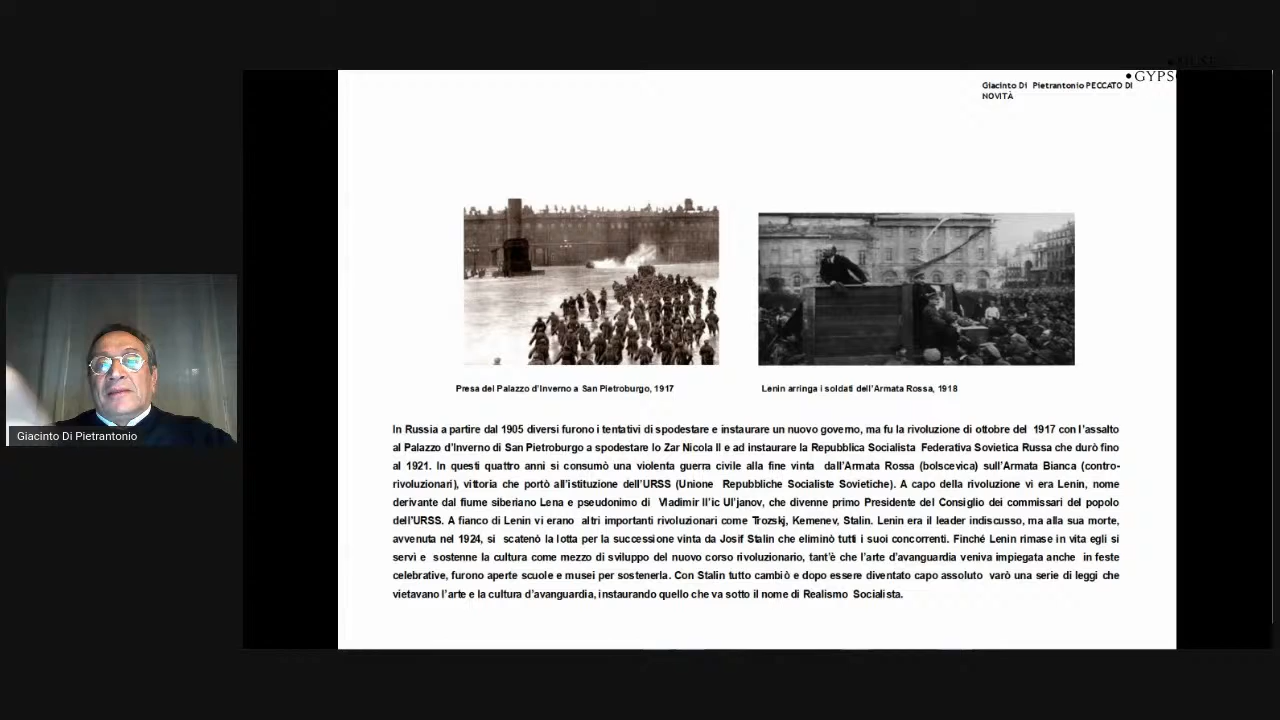 GYPS
Giacinto Di Pietrantonio PECCATO DI
NOVITÀ
Presa del Palazzo d'Inverno a San Pietroburgo, 1917
Lenin arringa i soldati dell'Armata Rossa, 1918
In Russia a partire dal 1905 diversi furono i tentativi di spodestare e instaurare un nuovo governo, ma fu la rivoluzione di ottobre del 1917 con l'assalto
al Palazzo d'Inverno di San Pietroburgo a spodestare lo Zar Nicola II e ad instaurare la Repubblica Socialista Federativa Sovietica Russa che durò fino
al 1921. In questi quattro anni si consumò una violenta guerra civile alla fine vinta dall'Armata Rossa (bolscevica) sull'Armata Bianca (contro-
rivoluzionari), vittoria che portò all'istituzione dell'URSS (Unione Repubbliche Socialiste Sovietiche). A capo della rivoluzione vi era Lenin, nome
derivante dal fiume siberiano Lena e pseudonimo di Vladimir Il'ic Ul'janov, che divenne primo Presidente del Consiglio dei commissari del popolo
dell'URSS. A fianco di Lenin vi erano altri importanti rivoluzionari come Trozskj, Kemenev, Stalin. Lenin era il leader indiscusso, ma alla sua morte,
avvenuta nel 1924, si scatenò la lotta per la successione vinta da Josif Stalin che eliminò tutti i suoi concorrenti. Finché Lenin rimase in vita egli si
servì e sostenne la cultura come mezzo di sviluppo del nuovo corso rivoluzionario, tant'è che l'arte d'avanguardia veniva impiegata anche in feste
celebrative, furono aperte scuole e musei per sostenerla. Con Stalin tutto cambiò e dopo essere diventato capo assoluto varò una serie di leggi che
vietavano l'arte e la cultura d'avanguardia, instaurando quello che va sotto il nome di Realismo Socialista.
Giacinto Di Pietrantonio